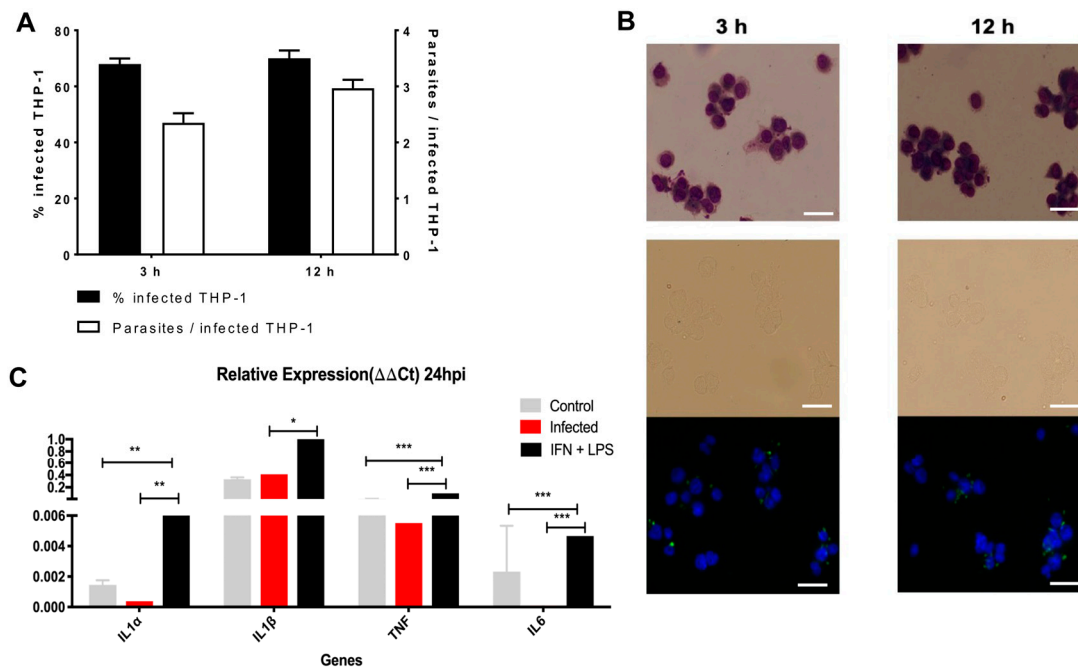 A
80
60
40
20
0
% infected THP-1
4
3
2
1
0
Parasites / infected THP-1
3 h
12 h
% infected THP-1
Parasites / infected THP-1
B
3 h
12 h
C
Relative Expression(ΔΔCt) 24hpi
Control
Infected
IFN + LPS
1.0
0.8
0.6
0.4
0.2
0.006
0.004
0.002
0.000
**
**
*
***
***
***
***
IL1α
IL1β
TNF
IL6
Genes